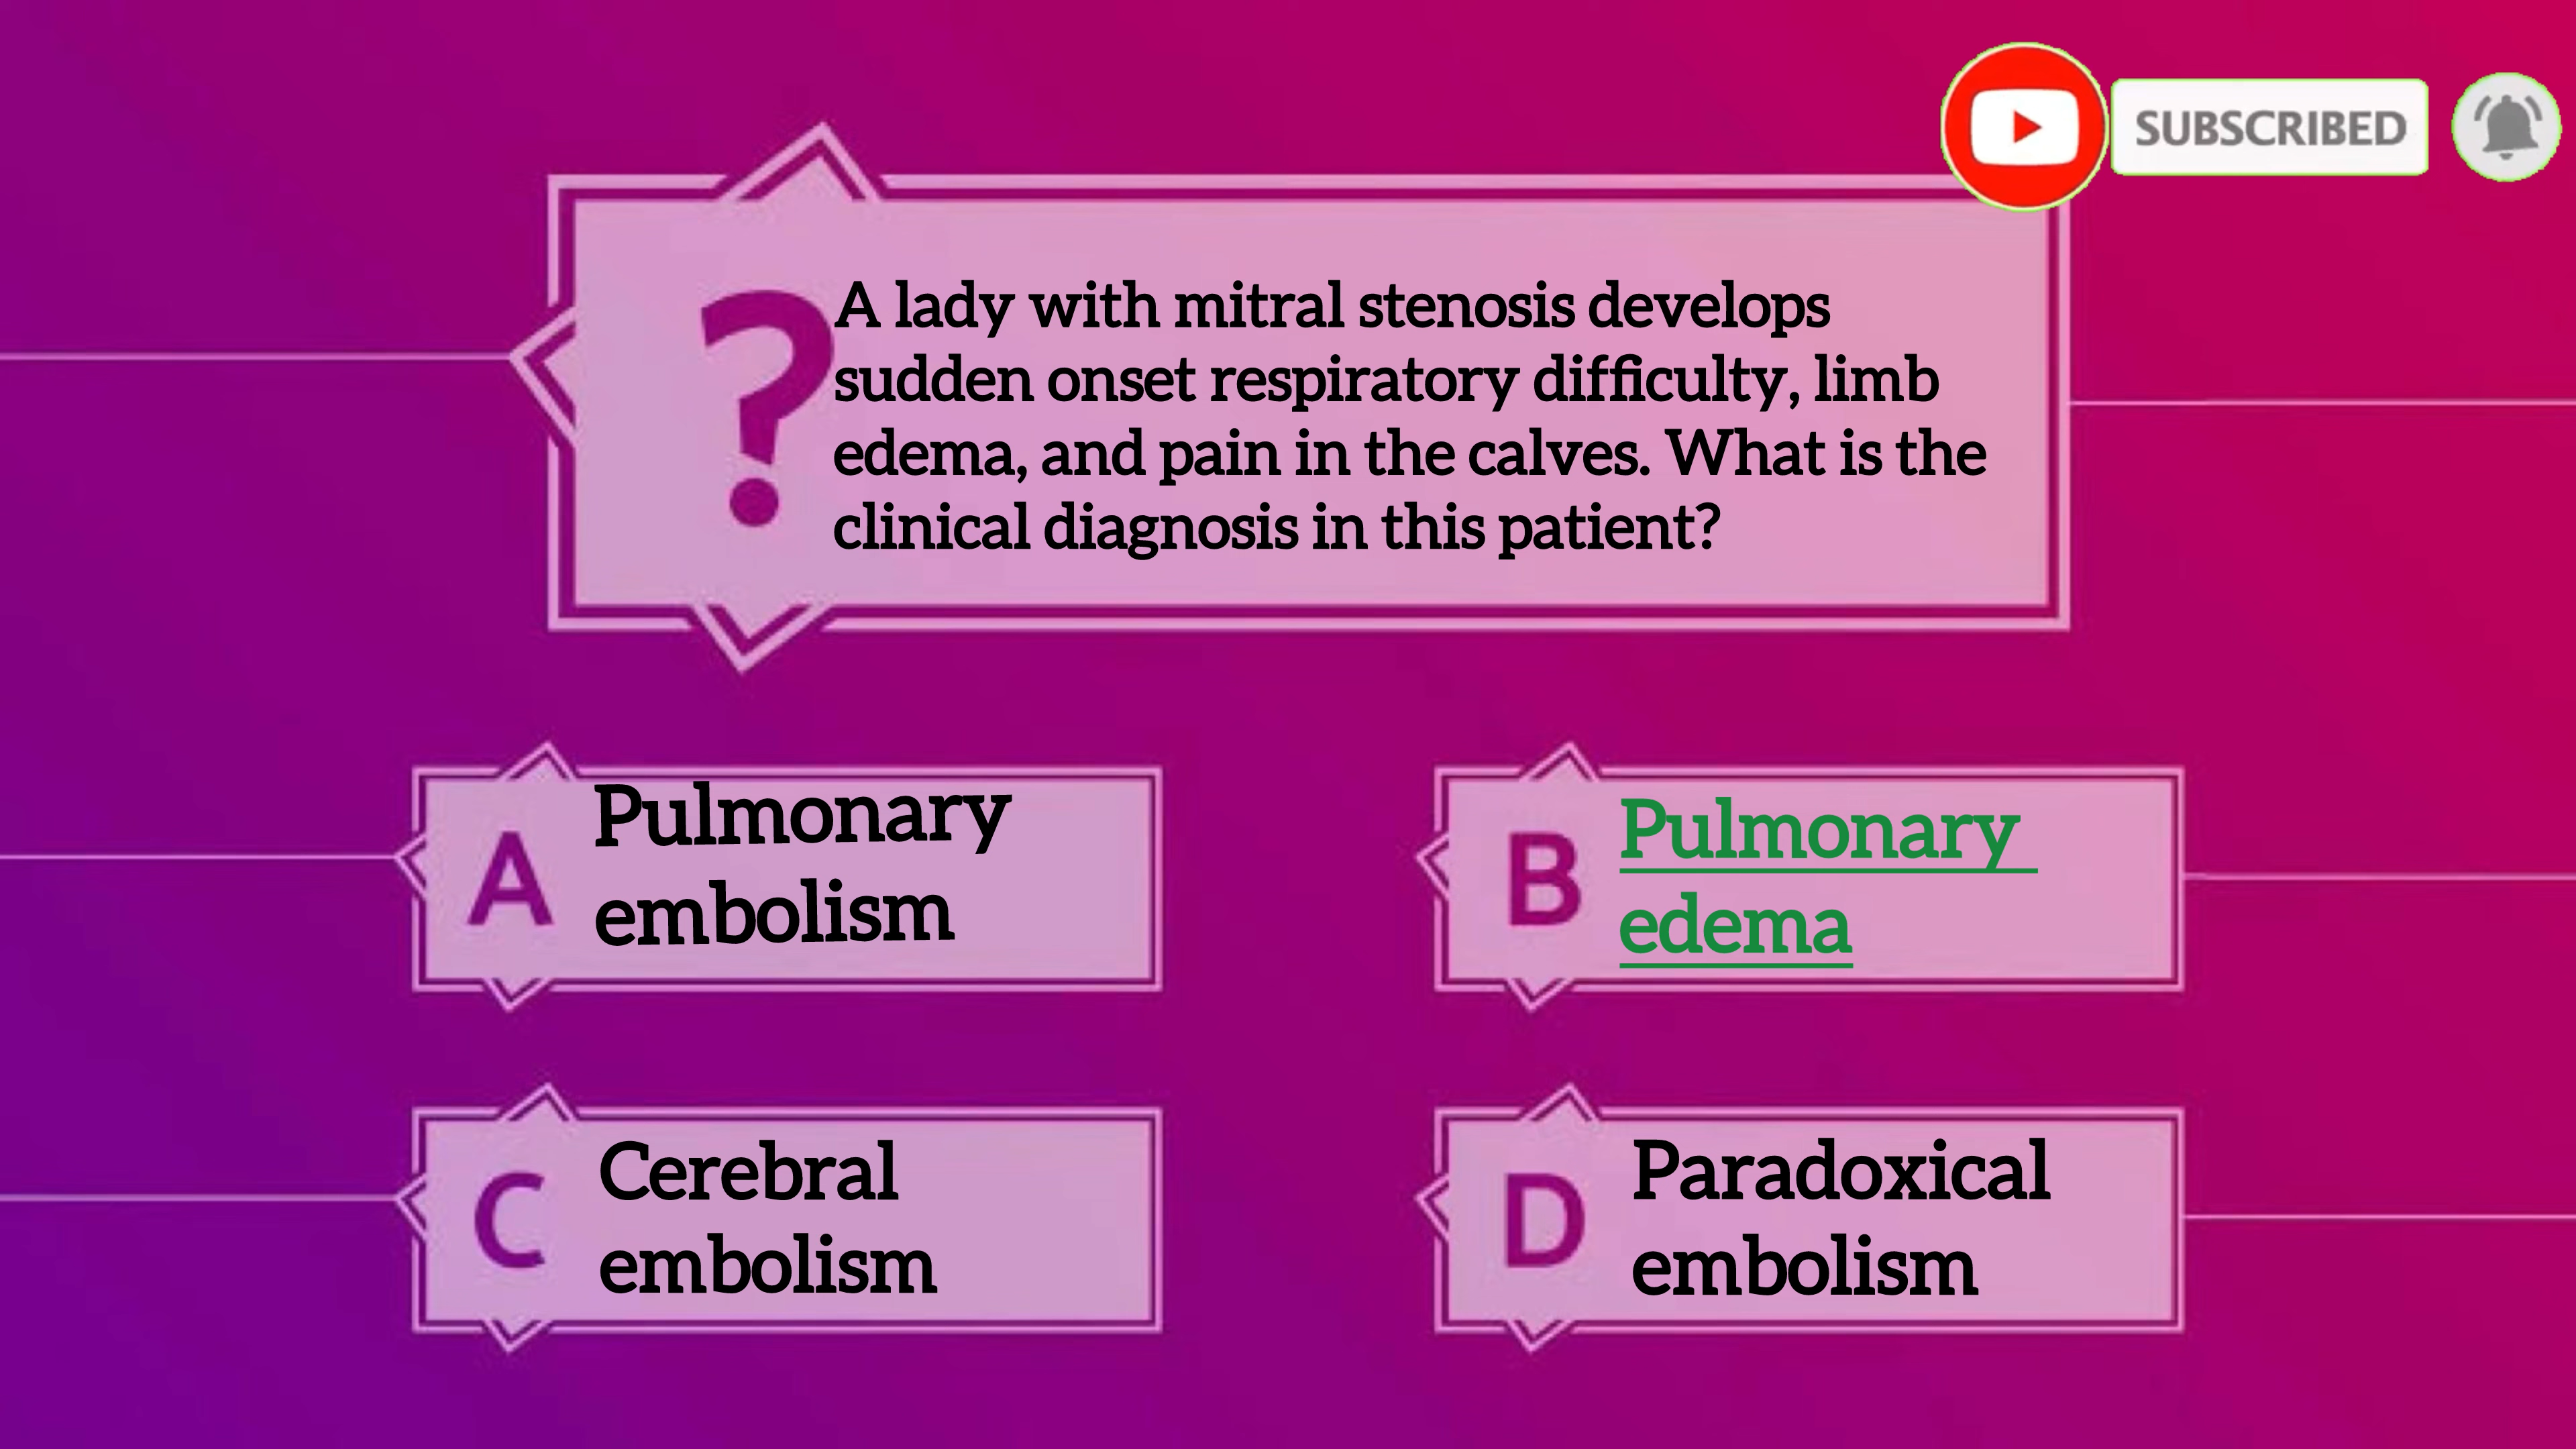 SUBSCRIBED
?
A lady with mitral stenosis develops
sudden onset respiratory difficulty, limb
edema, and pain in the calves. What is the
clinical diagnosis in this patient?
A
Pulmonary
embolism
B
Pulmonary
edema
C
Cerebral
embolism
D
Paradoxical
embolism